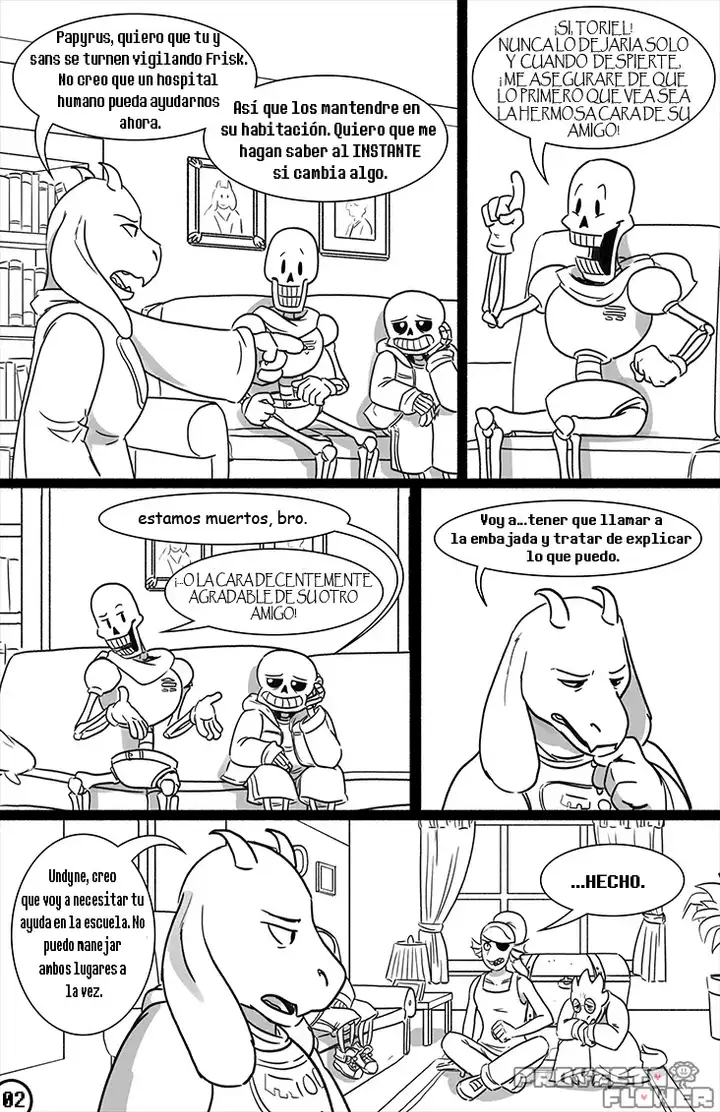 Papyrus, quiero que tu y
sans se turnen vigilando Frisk.
No creo que un hospital
humano pueda ayudarnos
ahora.
Así que los mantendre en
su habitación. Quiero que me
hagan saber al INSTANTE
si cambia algo.
¡SI, TORIEL!
NUNCA LO DEJARIA SOLO
Y CUANDO DESPIERTE,
¡ME ASEGURARE DE QUE
LO PRIMERO QUE VEA SEA
LA HERMOSA CARA DE SU
AMIGO!
estamos muertos, bro.
¡...O LA CARA DECENTEMENTE
AGRADABLE DE SU OTRO
AMIGO!
Voy a...tener que llamar a
la embajada y tratar de explicar
lo que puedo.
Undyne, creo
que voy a necesitar tu
ayuda en la escuela. No
puedo manejar
ambos lugares a
la vez.
...HECHO.
02
PROYECTO
FLOWER